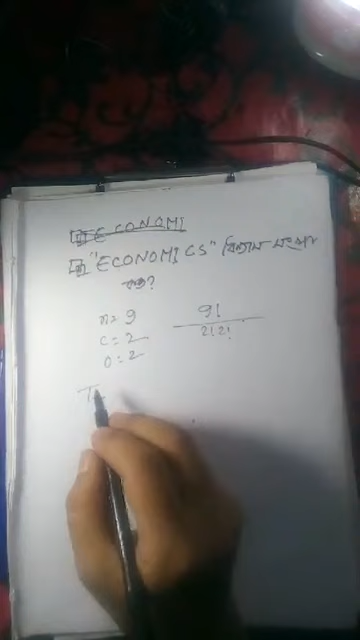 ECONOMI
"ECONOMICS" বিন্যাস সংখ্যা
কত?
n = 9
C = 2
O = 2
9!
2! 2!
T